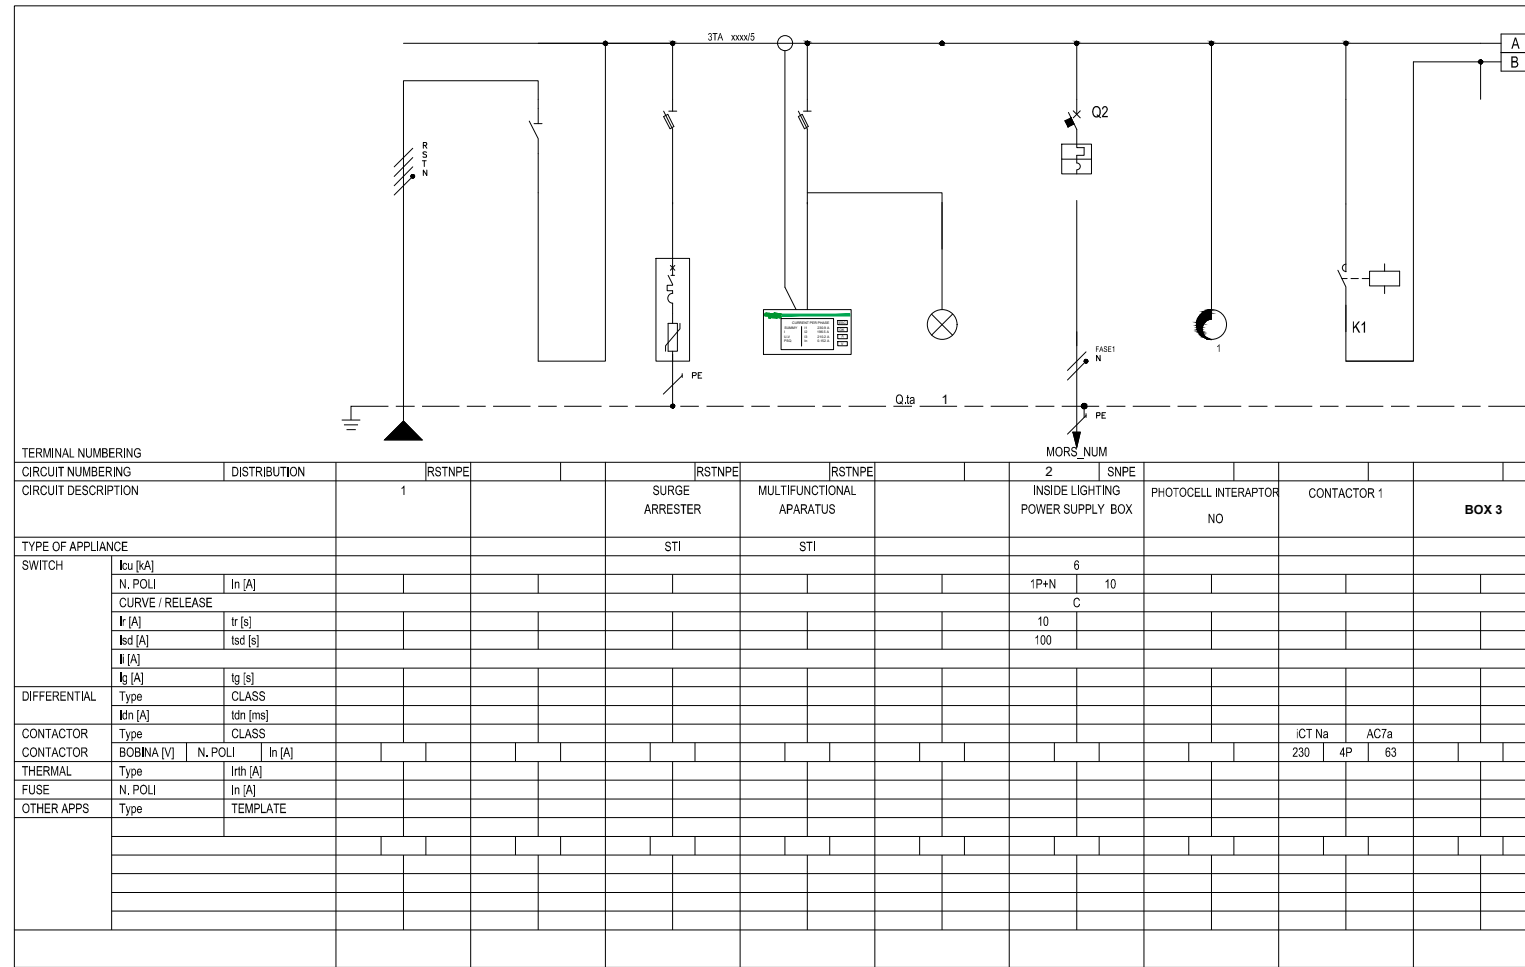 3TA xxxx/5
A
B
Q2
R
S
T
N
CURRENT PER PHASE
K1
1
FASE1
N
PE
Q.ta 1
PE
TERMINAL NUMBERING MORS_NUM
CIRCUIT NUMBERING DISTRIBUTION RSTNPE RSTNPE RSTNPE 2 SNPE
CIRCUIT DESCRIPTION 1 SURGE MULTIFUNCTIONAL INSIDE LIGHTING PHOTOCELL INTERAPTOR CONTACTOR 1
ARRESTER APARATUS POWER SUPPLY BOX NO BOX 3
TYPE OF APPLIANCE STI STI
SWITCH Icu [kA] 6
N. POLI In [A] 1P+N 10
CURVE / RELEASE C
Ir [A] tr [s] 10
Isd [A] tsd [s] 100
Ii [A]
Ig [A] tg [s]
DIFFERENTIAL Type CLASS
Idn [A] tdn [ms]
CONTACTOR Type CLASS iCT Na AC7a
CONTACTOR BOBINA [V] N. POLI In [A] 230 4P 63
THERMAL Type Irth [A]
FUSE N. POLI In [A]
OTHER APPS Type TEMPLATE